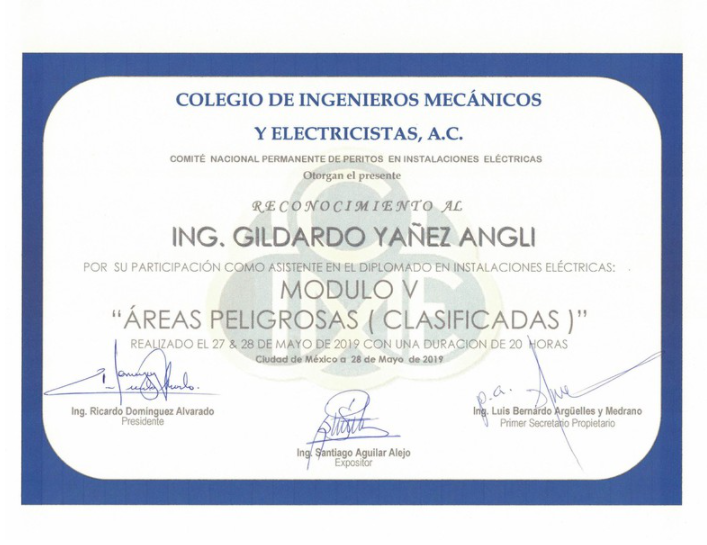 COLEGIO DE INGENIEROS MECÁNICOS
Y ELECTRICISTAS, A.C.
COMITÉ NACIONAL PERMANENTE DE PERITOS EN INSTALACIONES ELÉCTRICAS
Otorgan el presente
RECONOCIMIENTO AL
ING. GILDARDO YAÑEZ ANGLI
POR SU PARTICIPACIÓN COMO ASISTENTE EN EL DIPLOMADO EN INSTALACIONES ELÉCTRICAS:
MODULO V
“ÁREAS PELIGROSAS ( CLASIFICADAS )”
REALIZADO EL 27 & 28 DE MAYO DE 2019 CON UNA DURACION DE 20 HORAS
Ciudad de México a 28 de Mayo de 2019
p.a.
Ing. Ricardo Domínguez Alvarado
Presidente
Ing. Luis Bernardo Argüelles y Medrano
Primer Secretario Propietario
Ing. Santiago Aguilar Alejo
Expositor